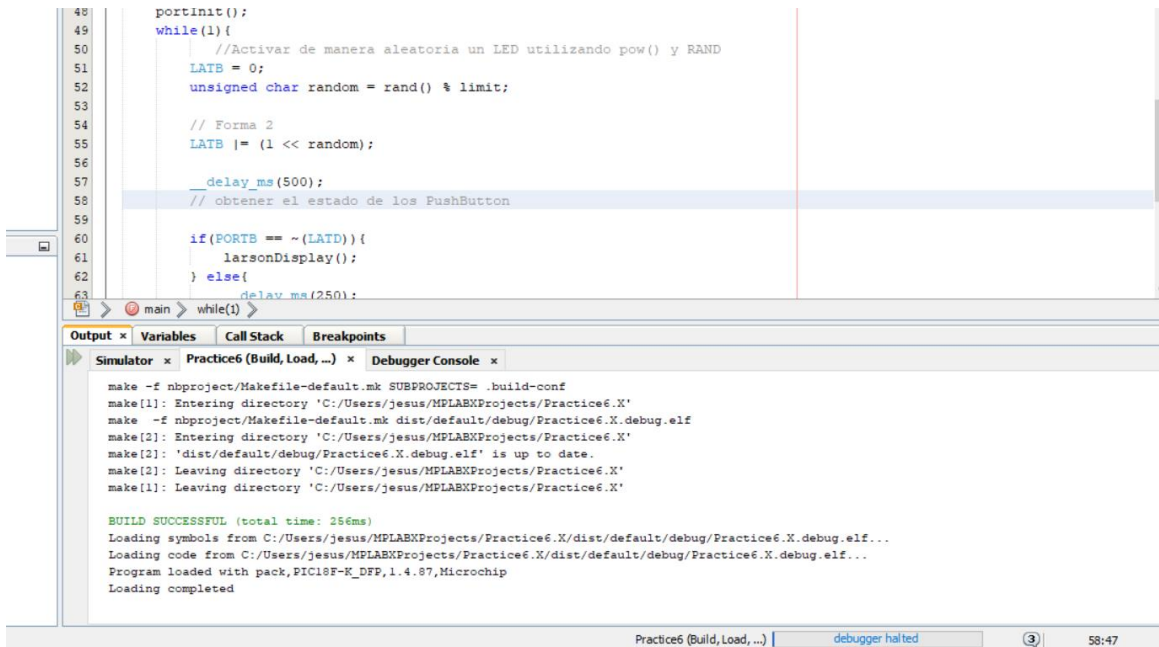 48 portInit();
49 while(1){
50 //Activar de manera aleatoria un LED utilizando pow() y RAND
51 LATB = 0;
52 unsigned char random = rand() % limit;
53
54 // Forma 2
55 LATB |= (1 << random);
56
57 __delay_ms(500);
58 // obtener el estado de los PushButton
59
60 if(PORTB == ~(LATD)){
61 larsonDisplay();
62 } else{
63 __delay_ms(250);
main while(1)
Output × Variables Call Stack Breakpoints
Simulator × Practice6 (Build, Load, ...) × Debugger Console ×
make -f nbproject/Makefile-default.mk SUBPROJECTS= .build-conf
make[1]: Entering directory 'C:/Users/jesus/MPLABXProjects/Practice6.X'
make  -f nbproject/Makefile-default.mk dist/default/debug/Practice6.X.debug.elf
make[2]: Entering directory 'C:/Users/jesus/MPLABXProjects/Practice6.X'
make[2]: 'dist/default/debug/Practice6.X.debug.elf' is up to date.
make[2]: Leaving directory 'C:/Users/jesus/MPLABXProjects/Practice6.X'
make[1]: Leaving directory 'C:/Users/jesus/MPLABXProjects/Practice6.X'
BUILD SUCCESSFUL (total time: 256ms)
Loading symbols from C:/Users/jesus/MPLABXProjects/Practice6.X/dist/default/debug/Practice6.X.debug.elf...
Loading code from C:/Users/jesus/MPLABXProjects/Practice6.X/dist/default/debug/Practice6.X.debug.elf...
Program loaded with pack,PIC18F-K_DFP,1.4.87,Microchip
Loading completed
Practice6 (Build, Load, ...) debugger halted 3 58:47